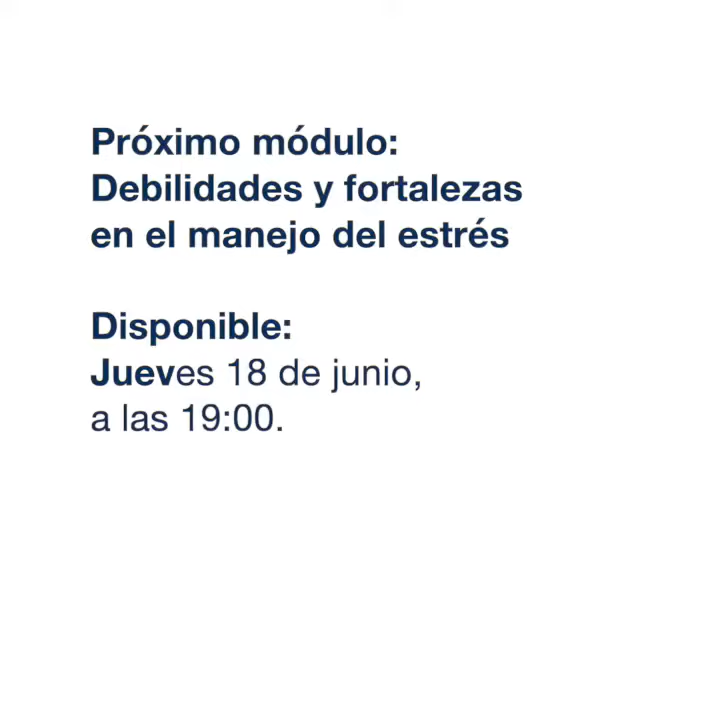 Próximo módulo:
Debilidades y fortalezas
en el manejo del estrés
Disponible:
Jueves 18 de junio,
a las 19:00.